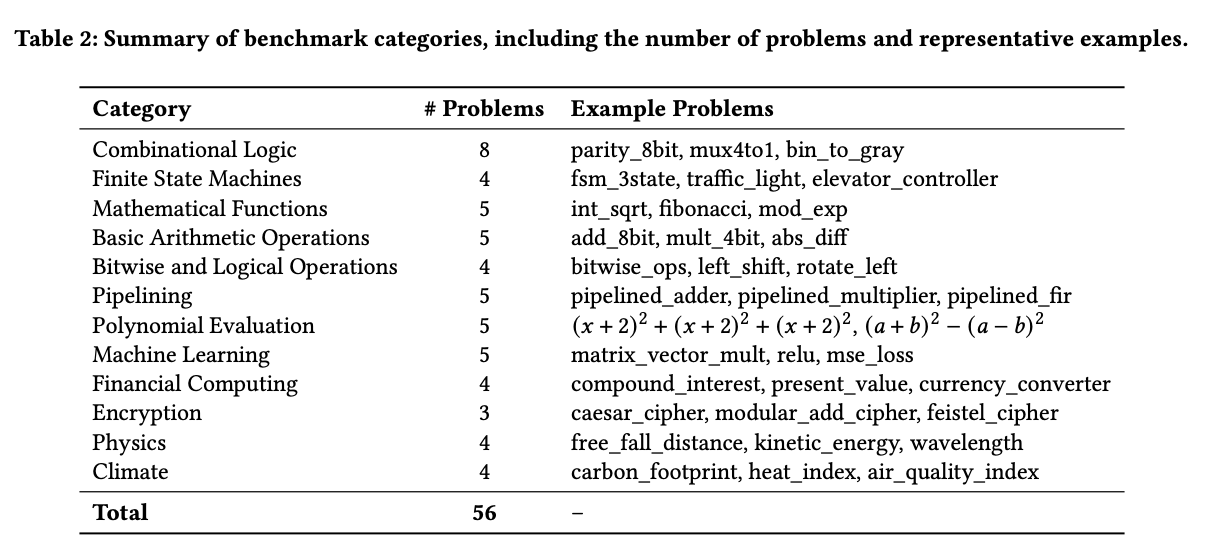 Table 2: Summary of benchmark categories, including the number of problems and representative examples.
Category # Problems Example Problems
Combinational Logic 8 parity_8bit, mux4to1, bin_to_gray
Finite State Machines 4 fsm_3state, traffic_light, elevator_controller
Mathematical Functions 5 int_sqrt, fibonacci, mod_exp
Basic Arithmetic Operations 5 add_8bit, mult_4bit, abs_diff
Bitwise and Logical Operations 4 bitwise_ops, left_shift, rotate_left
Pipelining 5 pipelined_adder, pipelined_multiplier, pipelined_fir
Polynomial Evaluation 5 (x + 2)² + (x + 2)² + (x + 2)², (a + b)² − (a − b)²
Machine Learning 5 matrix_vector_mult, relu, mse_loss
Financial Computing 4 compound_interest, present_value, currency_converter
Encryption 3 caesar_cipher, modular_add_cipher, feistel_cipher
Physics 4 free_fall_distance, kinetic_energy, wavelength
Climate 4 carbon_footprint, heat_index, air_quality_index
Total 56 –